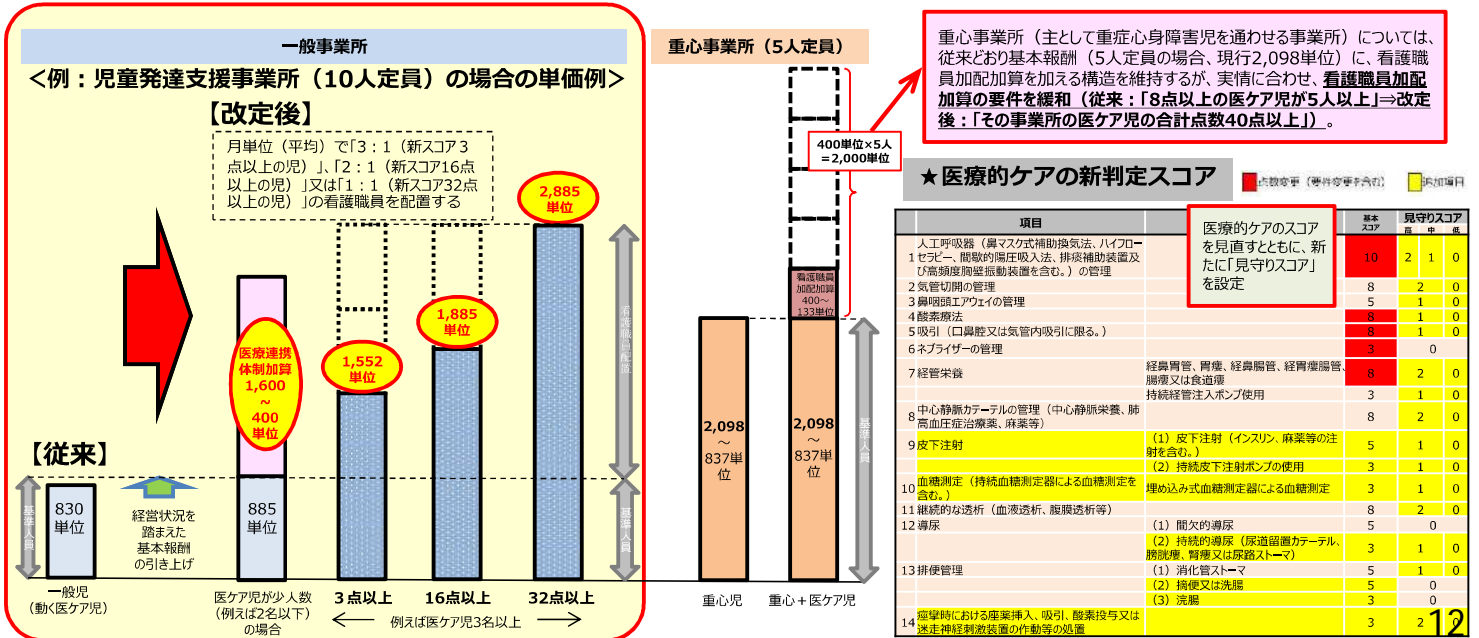 一般事業所
＜例：児童発達支援事業所（10人定員）の場合の単価例＞
【改定後】
月単位（平均）で「3：1（新スコア3
点以上の児）」、「2：1（新スコア16点
以上の児）」又は「1：1（新スコア32点
以上の児）」の看護職員を配置する
【従来】
基準人員
830
単位
一般児
（動く医ケア児）
経営状況を
踏まえた
基本報酬
の引き上げ
医療連携
体制加算
1,600
～
400
単位
885
単位
医ケア児が少人数
（例えば2名以下）
の場合
1,552
単位
3点以上
1,885
単位
16点以上
2,885
単位
32点以上
例えば医ケア児3名以上
看護職員配置
基準人員
重心事業所（5人定員）
400単位×5人
＝2,000単位
看護職員
加配加算
400～
133単位
2,098
～
837単
位
重心児
2,098
～
837単
位
重心＋医ケア児
基準人員
重心事業所（主として重症心身障害児を通わせる事業所）については、
従来どおり基本報酬（5人定員の場合、現行2,098単位）に、看護職
員加配加算を加える構造を維持するが、実情に合わせ、看護職員加配
加算の要件を緩和（従来：「8点以上の医ケア児が5人以上」⇒改定
後：「その事業所の医ケア児の合計点数40点以上」）。
★医療的ケアの新判定スコア
点数変更（要件変更を含む）
追加項目
医療的ケアのスコア
を見直すとともに、新
たに「見守りスコア」
を設定
項目 基本スコア 見守りスコア
高 中 低
1 人工呼吸器（鼻マスク式補助換気法、ハイフロー
セラピー、間歇的陽圧吸入法、排痰補助装置及
び高頻度胸壁振動装置を含む。）の管理 10 2 1 0
2 気管切開の管理 8 2 0
3 鼻咽頭エアウェイの管理 5 1 0
4 酸素療法 8 1 0
5 吸引（口鼻腔又は気管内吸引に限る。） 8 1 0
6 ネブライザーの管理 3 0
7 経管栄養 経鼻胃管、胃瘻、経鼻腸管、経胃瘻腸管、
腸瘻又は食道瘻 8 2 0
持続経管注入ポンプ使用 3 1 0
8 中心静脈カテーテルの管理（中心静脈栄養、肺
高血圧症治療薬、麻薬等） 8 2 0
9 皮下注射 （1）皮下注射（インスリン、麻薬等の注
射を含む。） 5 1 0
（2）持続皮下注射ポンプの使用 3 1 0
10 血糖測定（持続血糖測定器による血糖測定を
含む。） 埋め込み式血糖測定器による血糖測定 3 1 0
11 継続的な透析（血液透析、腹膜透析等） 8 2 0
12 導尿 （1）間欠的導尿 5 0
（2）持続的導尿（尿道留置カテーテル、
膀胱瘻、腎瘻又は尿路ストーマ） 3 1 0
13 排便管理 （1）消化管ストーマ 5 1 0
（2）摘便又は洗腸 5 0
（3）浣腸 3 0
14 痙攣時における座薬挿入、吸引、酸素投与又は
迷走神経刺激装置の作動等の処置 3 2 0
12